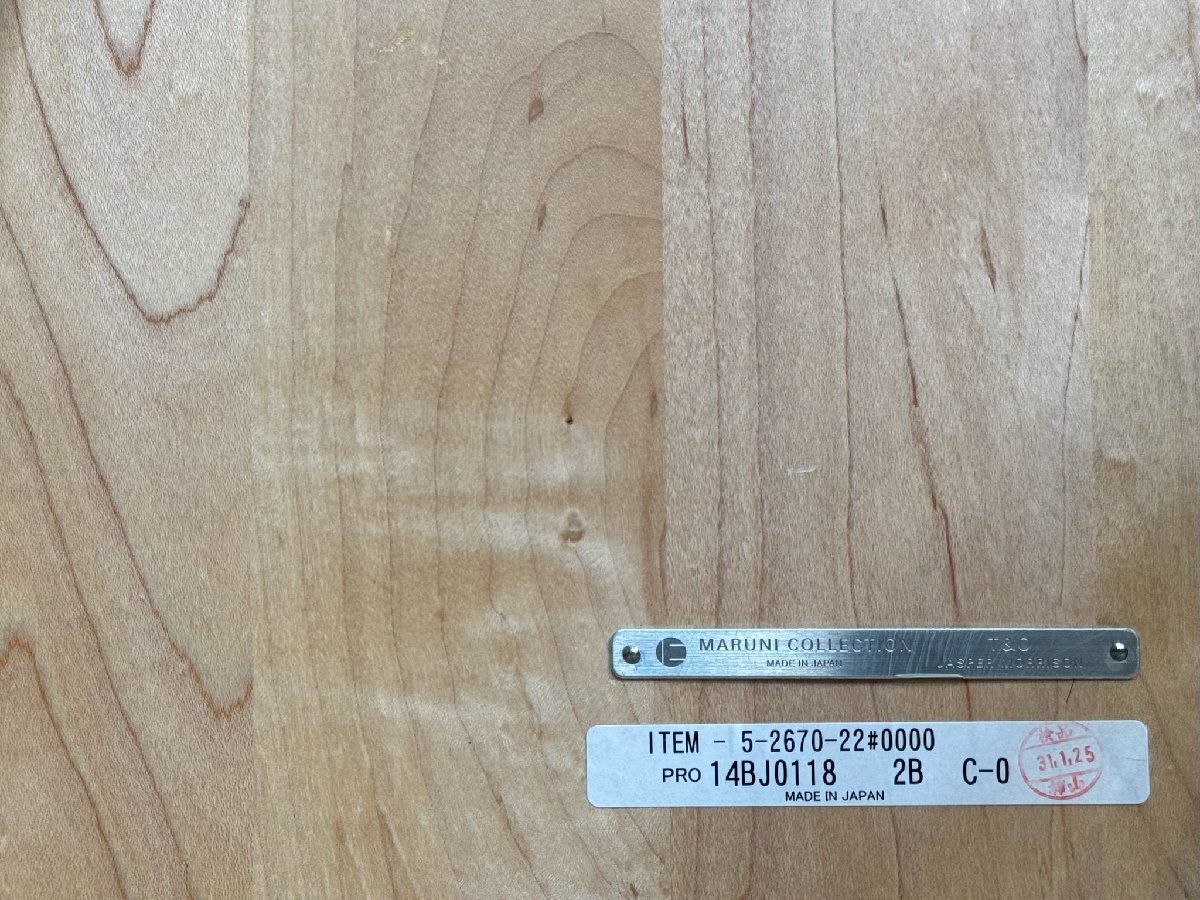 MARUNI COLLECTION T&O
MADE IN JAPAN JASPER MORRISON
ITEM - 5-2670-22#0000
PRO 14BJ0118 2B C-0
MADE IN JAPAN
31.1.25